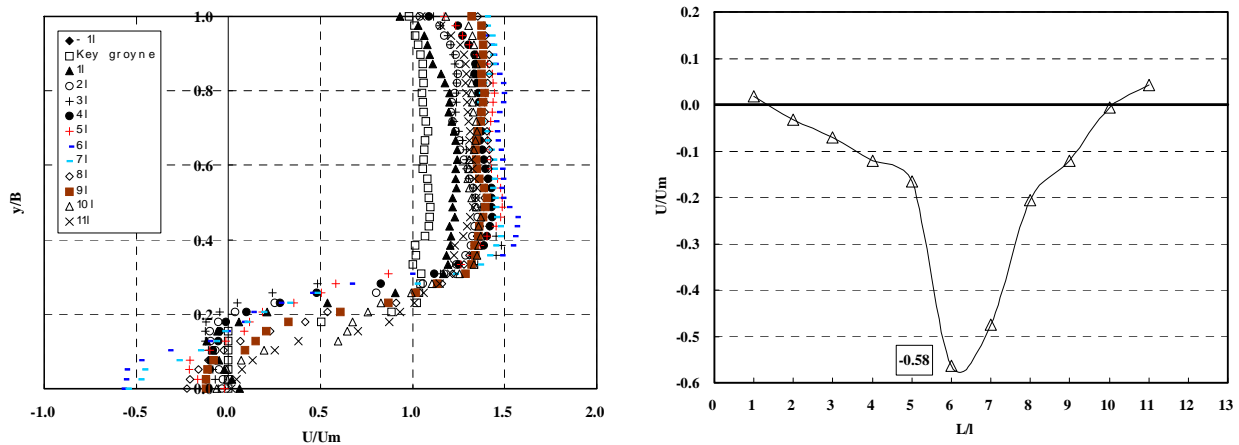 1.0
0.8
0.6
0.4
0.2
0.0
y/B
- 1l
Key groyne
1l
2l
3l
4l
5l
6l
7l
8l
9l
10l
11l
-1.0 -0.5 0.0 0.5 1.0 1.5 2.0
U/Um
0.2
0.1
0.0
-0.1
-0.2
-0.3
-0.4
-0.5
-0.6
U/Um
-0.58
0 1 2 3 4 5 6 7 8 9 10 11 12 13
L/l